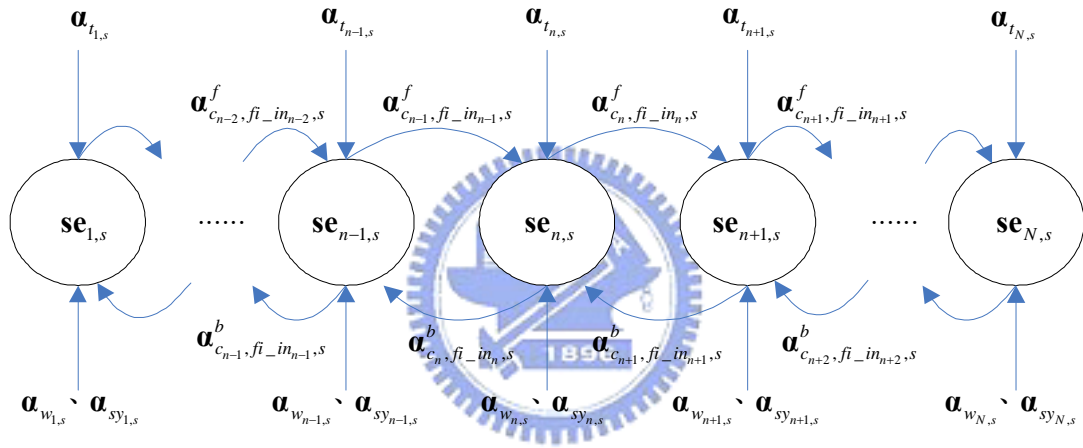 α_{t_{1,s}} α_{t_{n-1,s}} α_{t_{n,s}} α_{t_{n+1,s}} α_{t_{N,s}}
α^f_{c_{n-2}, fi_in_{n-2}, s} α^f_{c_{n-1}, fi_in_{n-1}, s} α^f_{c_n, fi_in_n, s} α^f_{c_{n+1}, fi_in_{n+1}, s}
se_{1,s} ...... se_{n-1,s} se_{n,s} se_{n+1,s} ...... se_{N,s}
α^b_{c_{n-1}, fi_in_{n-1}, s} α^b_{c_n, fi_in_n, s} α^b_{c_{n+1}, fi_in_{n+1}, s} α^b_{c_{n+2}, fi_in_{n+2}, s}
1896
α_{w_{1,s}}、α_{sy_{1,s}} α_{w_{n-1,s}}、α_{sy_{n-1,s}} α_{w_{n,s}}、α_{sy_{n,s}} α_{w_{n+1,s}}、α_{sy_{n+1,s}} α_{w_{N,s}}、α_{sy_{N,s}}